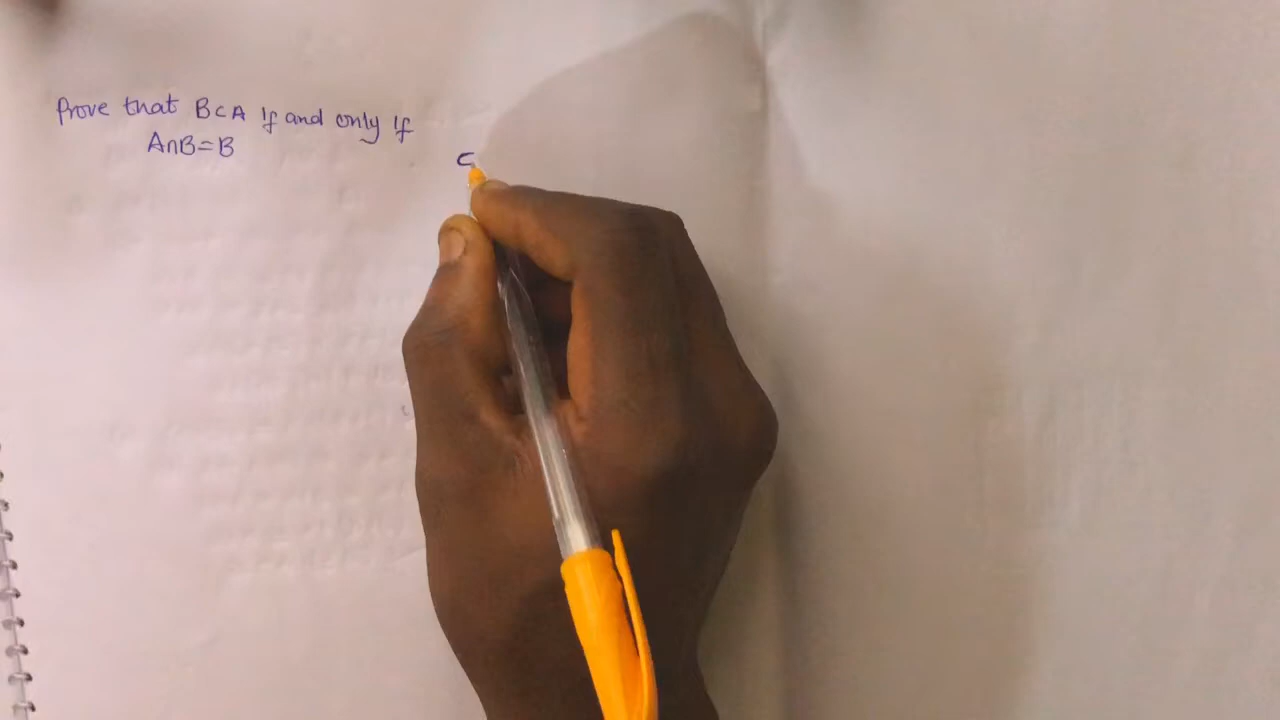 Prove that B⊂A If and only If
A∩B=B
⊂